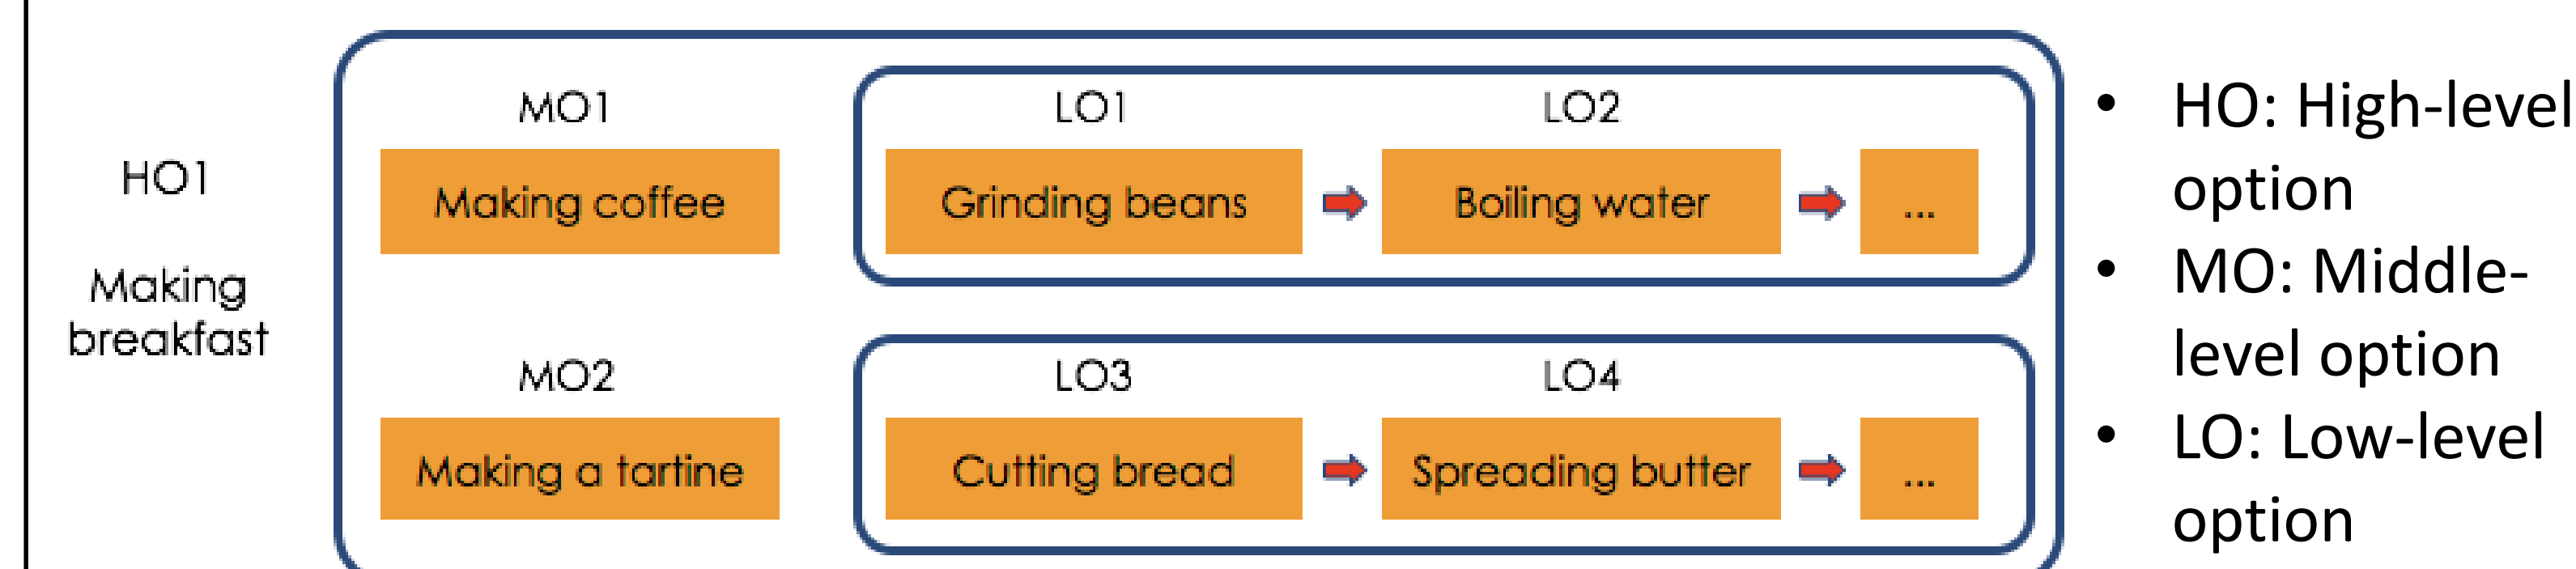 HO1
Making
breakfast
MO1
Making coffee
LO1
Grinding beans
LO2
Boiling water
...
MO2
Making a tartine
LO3
Cutting bread
LO4
Spreading butter
...
• HO: High-level
option
• MO: Middle-
level option
• LO: Low-level
option